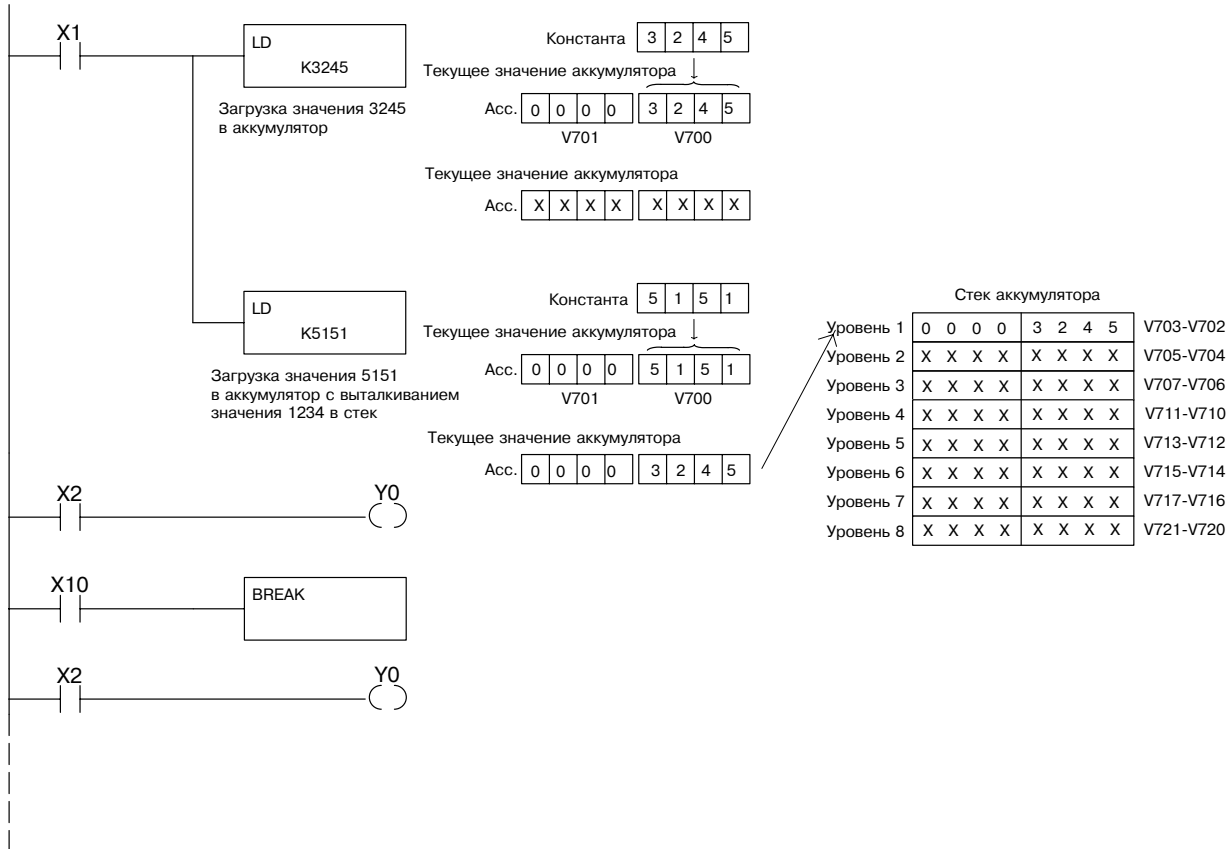 X1
LD
K3245
Загрузка значения 3245
в аккумулятор
Константа 3 2 4 5
Текущее значение аккумулятора
Acc. 0 0 0 0 3 2 4 5
V701 V700
Текущее значение аккумулятора
Acc. X X X X X X X X
LD
K5151
Загрузка значения 5151
в аккумулятор с выталкиванием
значения 1234 в стек
Константа 5 1 5 1
Текущее значение аккумулятора
Acc. 0 0 0 0 5 1 5 1
V701 V700
Текущее значение аккумулятора
Acc. 0 0 0 0 3 2 4 5
Стек аккумулятора
Уровень 1 0 0 0 0 3 2 4 5 V703-V702
Уровень 2 X X X X X X X X V705-V704
Уровень 3 X X X X X X X X V707-V706
Уровень 4 X X X X X X X X V711-V710
Уровень 5 X X X X X X X X V713-V712
Уровень 6 X X X X X X X X V715-V714
Уровень 7 X X X X X X X X V717-V716
Уровень 8 X X X X X X X X V721-V720
X2 Y0
X10
BREAK
X2 Y0